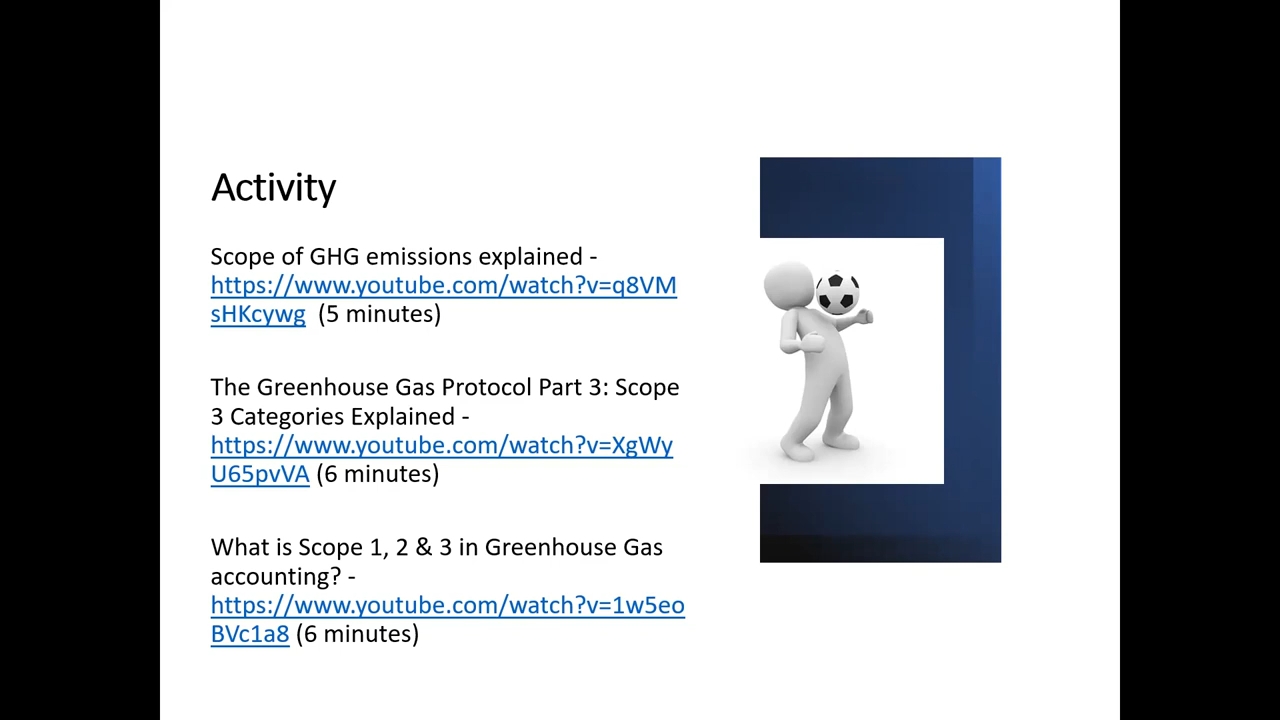 Activity
Scope of GHG emissions explained -
https://www.youtube.com/watch?v=q8VM
sHKcywg (5 minutes)
The Greenhouse Gas Protocol Part 3: Scope
3 Categories Explained -
https://www.youtube.com/watch?v=XgWy
U65pvVA (6 minutes)
What is Scope 1, 2 & 3 in Greenhouse Gas
accounting? -
https://www.youtube.com/watch?v=1w5eo
BVc1a8 (6 minutes)